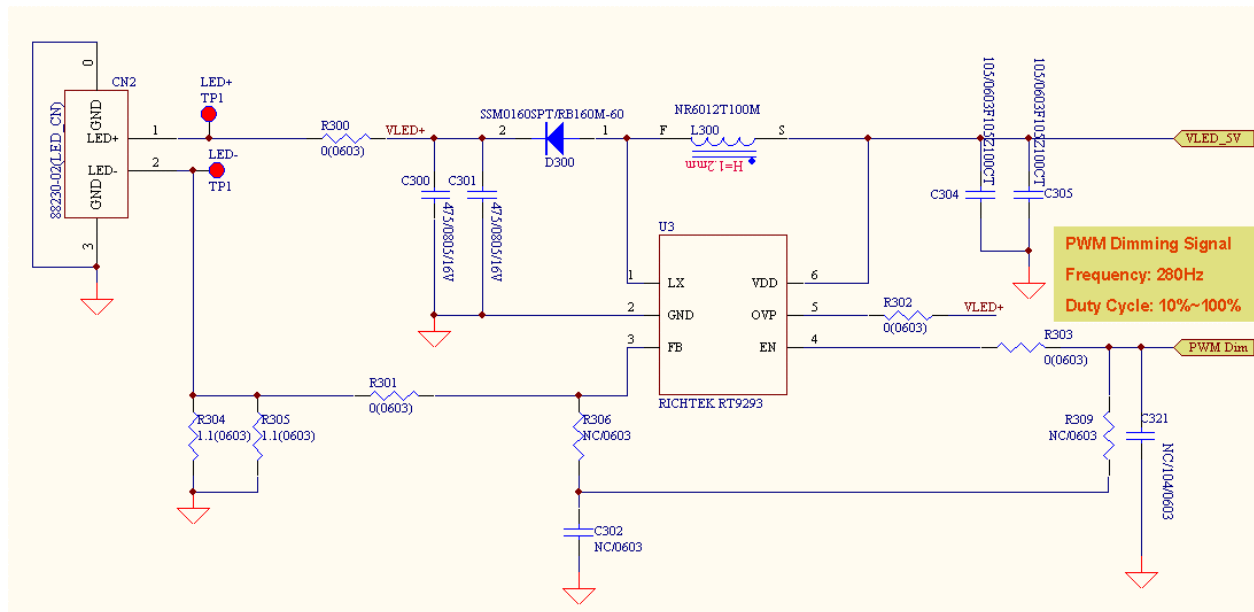 0
CN2
88230-02(LED_CN)
GND
LED+
LED-
GND
1
2
3
LED+
TP1
LED-
TP1
R300
0(0603)
VLED+
C300
475/0805/16V
C301
475/0805/16V
SSM0160SPT/RB160M-60
2
1
D300
NR6012T100M
F
L300
S
H=1.2mm
105/0603F105Z100CT
105/0603F105Z100CT
C304
C305
VLED_5V
PWM Dimming Signal
Frequency: 280Hz
Duty Cycle: 10%~100%
U3
1
LX
VDD
6
2
GND
OVP
5
3
FB
EN
4
RICHTEK RT9293
R302
0(0603)
VLED+
R303
0(0603)
PWM Dim
R301
0(0603)
R304
1.1(0603)
R305
1.1(0603)
R306
NC/0603
R309
NC/0603
C321
NC/104/0603
C302
NC/0603